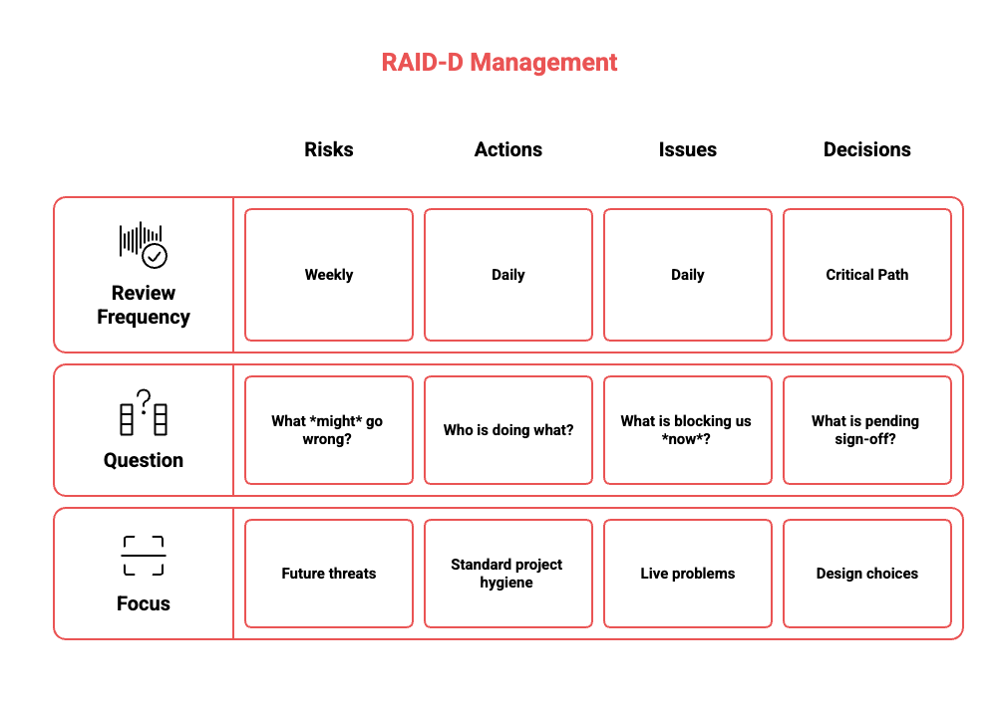 RAID-D Management
Risks
Actions
Issues
Decisions
Review
Frequency
Weekly
Daily
Daily
Critical Path
Question
What *might* go
wrong?
Who is doing what?
What is blocking us
*now*?
What is pending
sign-off?
Focus
Future threats
Standard project
hygiene
Live problems
Design choices